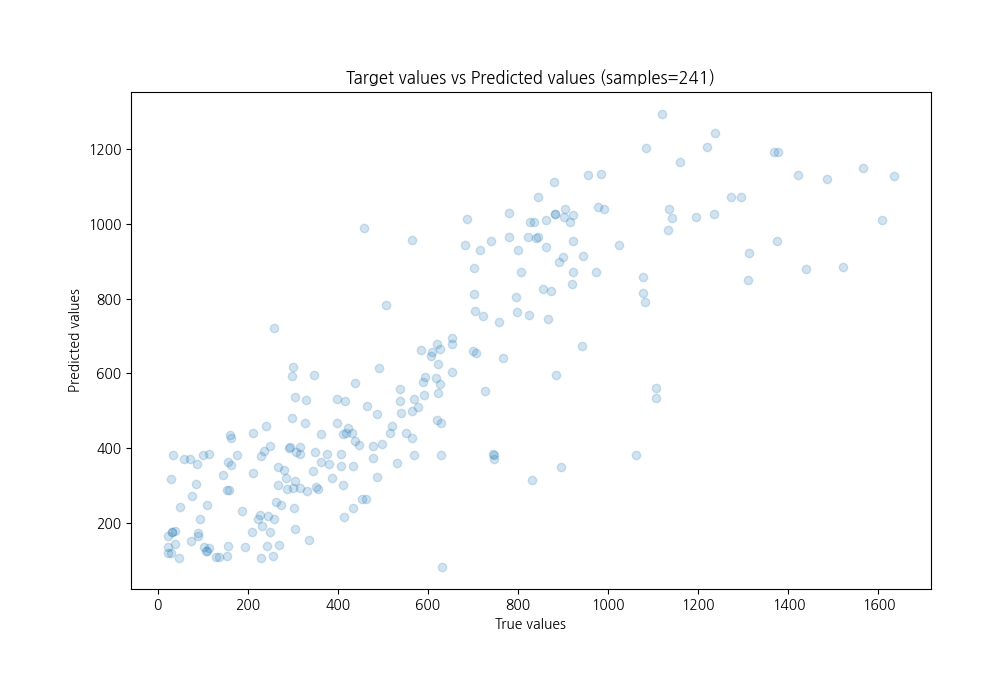 Target values vs Predicted values (samples=241)
1200
1000
800
600
400
200
Predicted values
0 200 400 600 800 1000 1200 1400 1600
True values